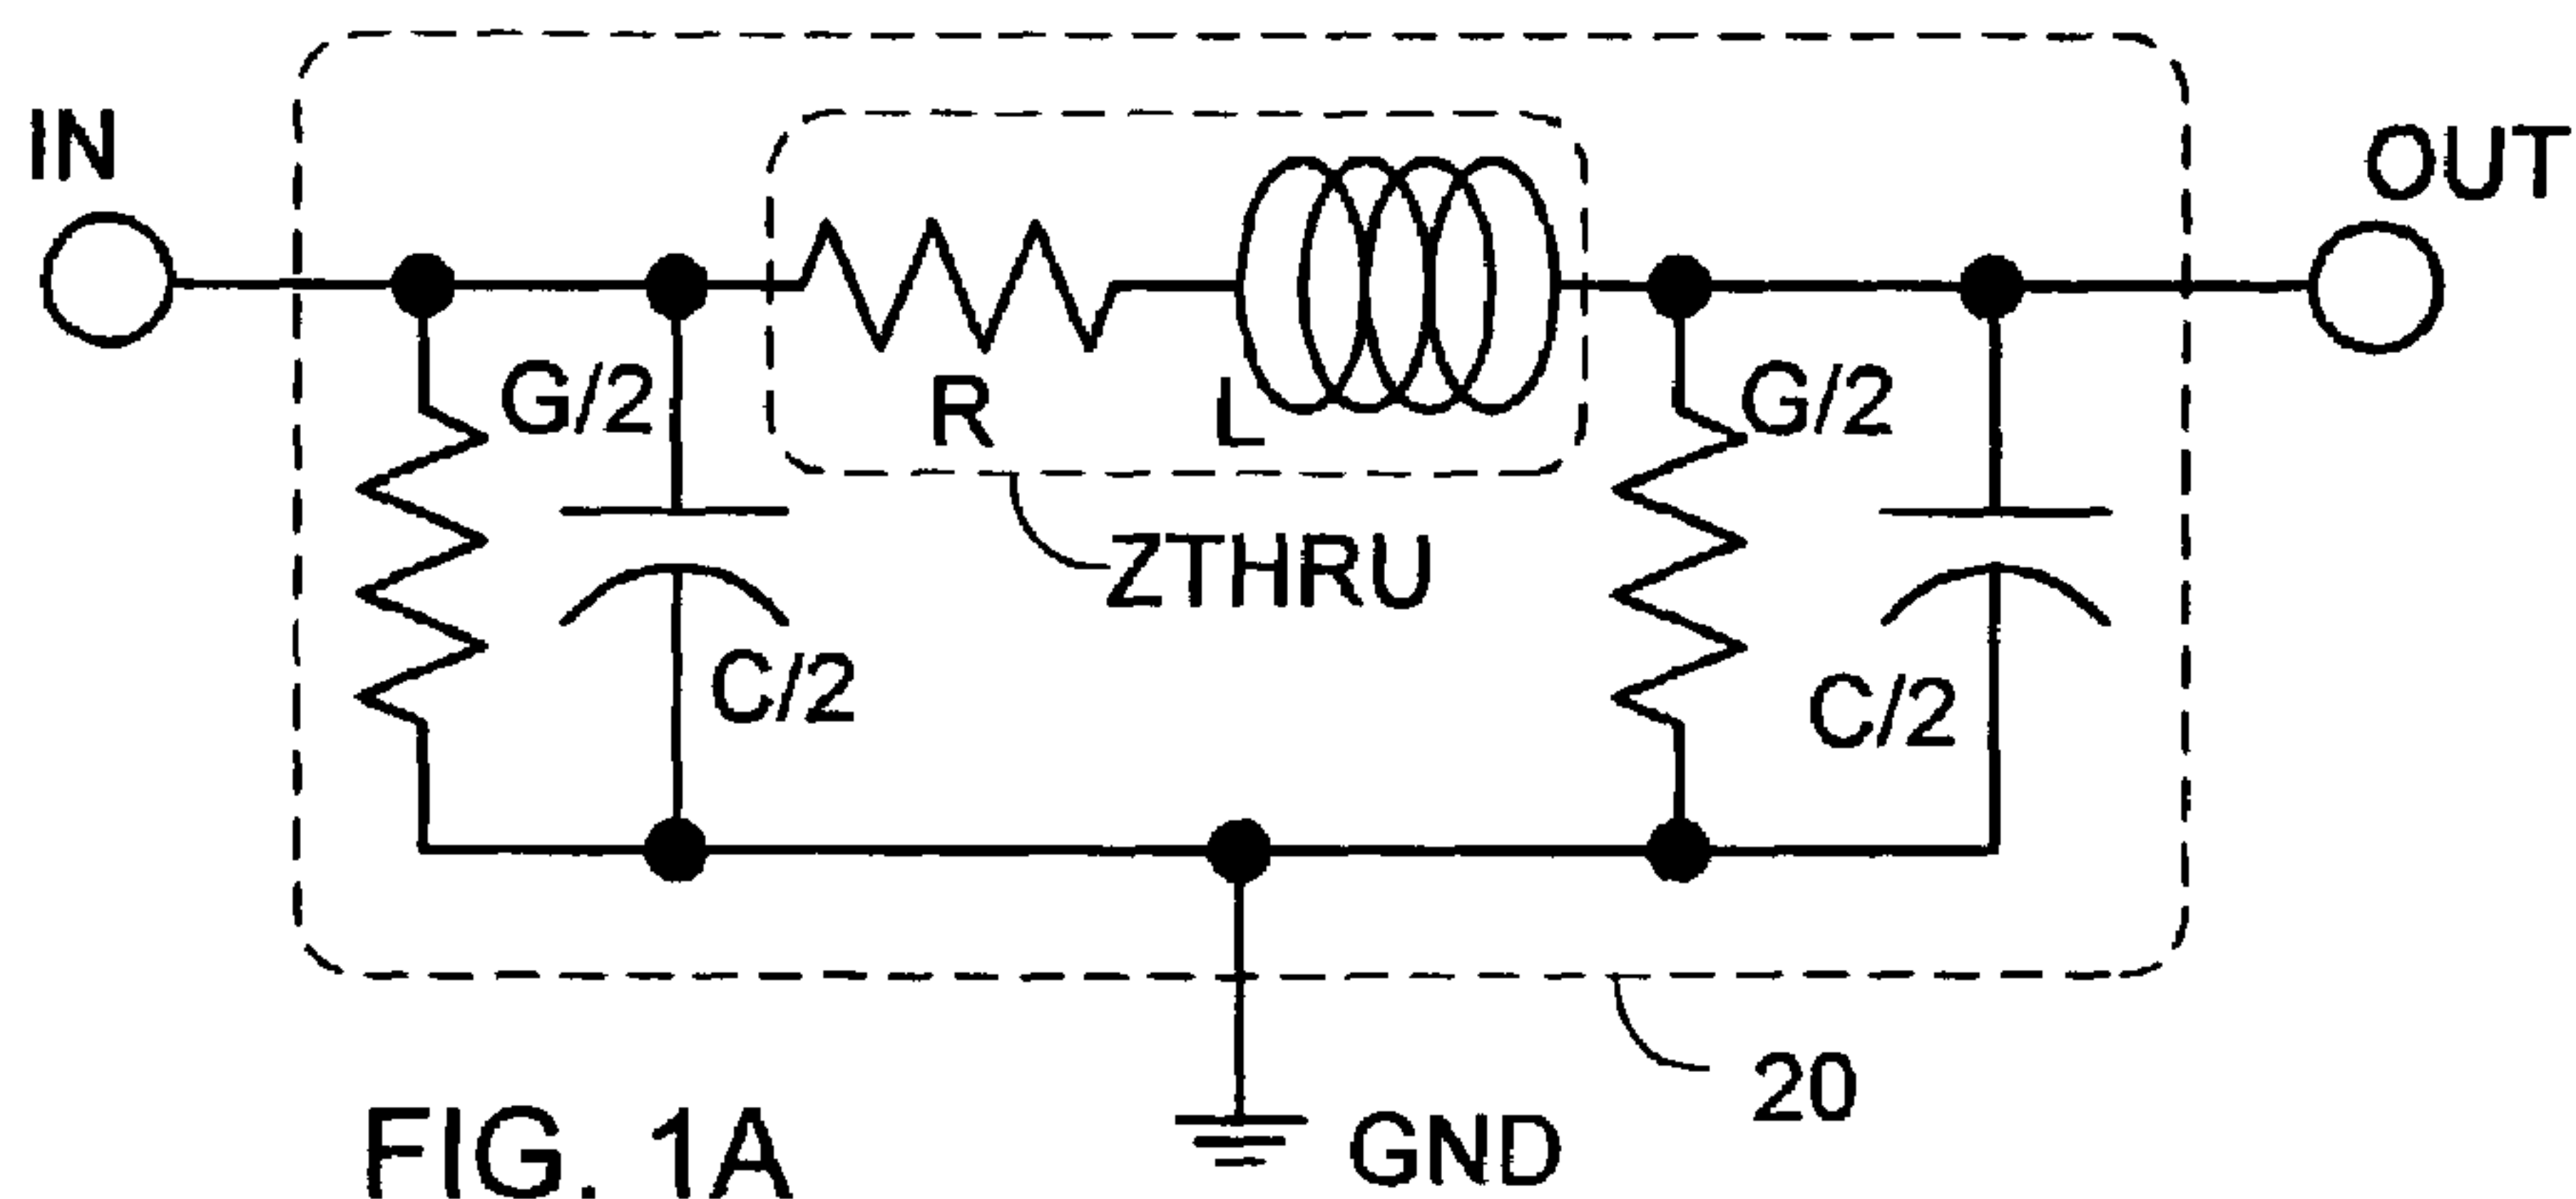 IN
OUT
G/2
R
L
G/2
ZTHRU
C/2
C/2
20
FIG. 1A
GND